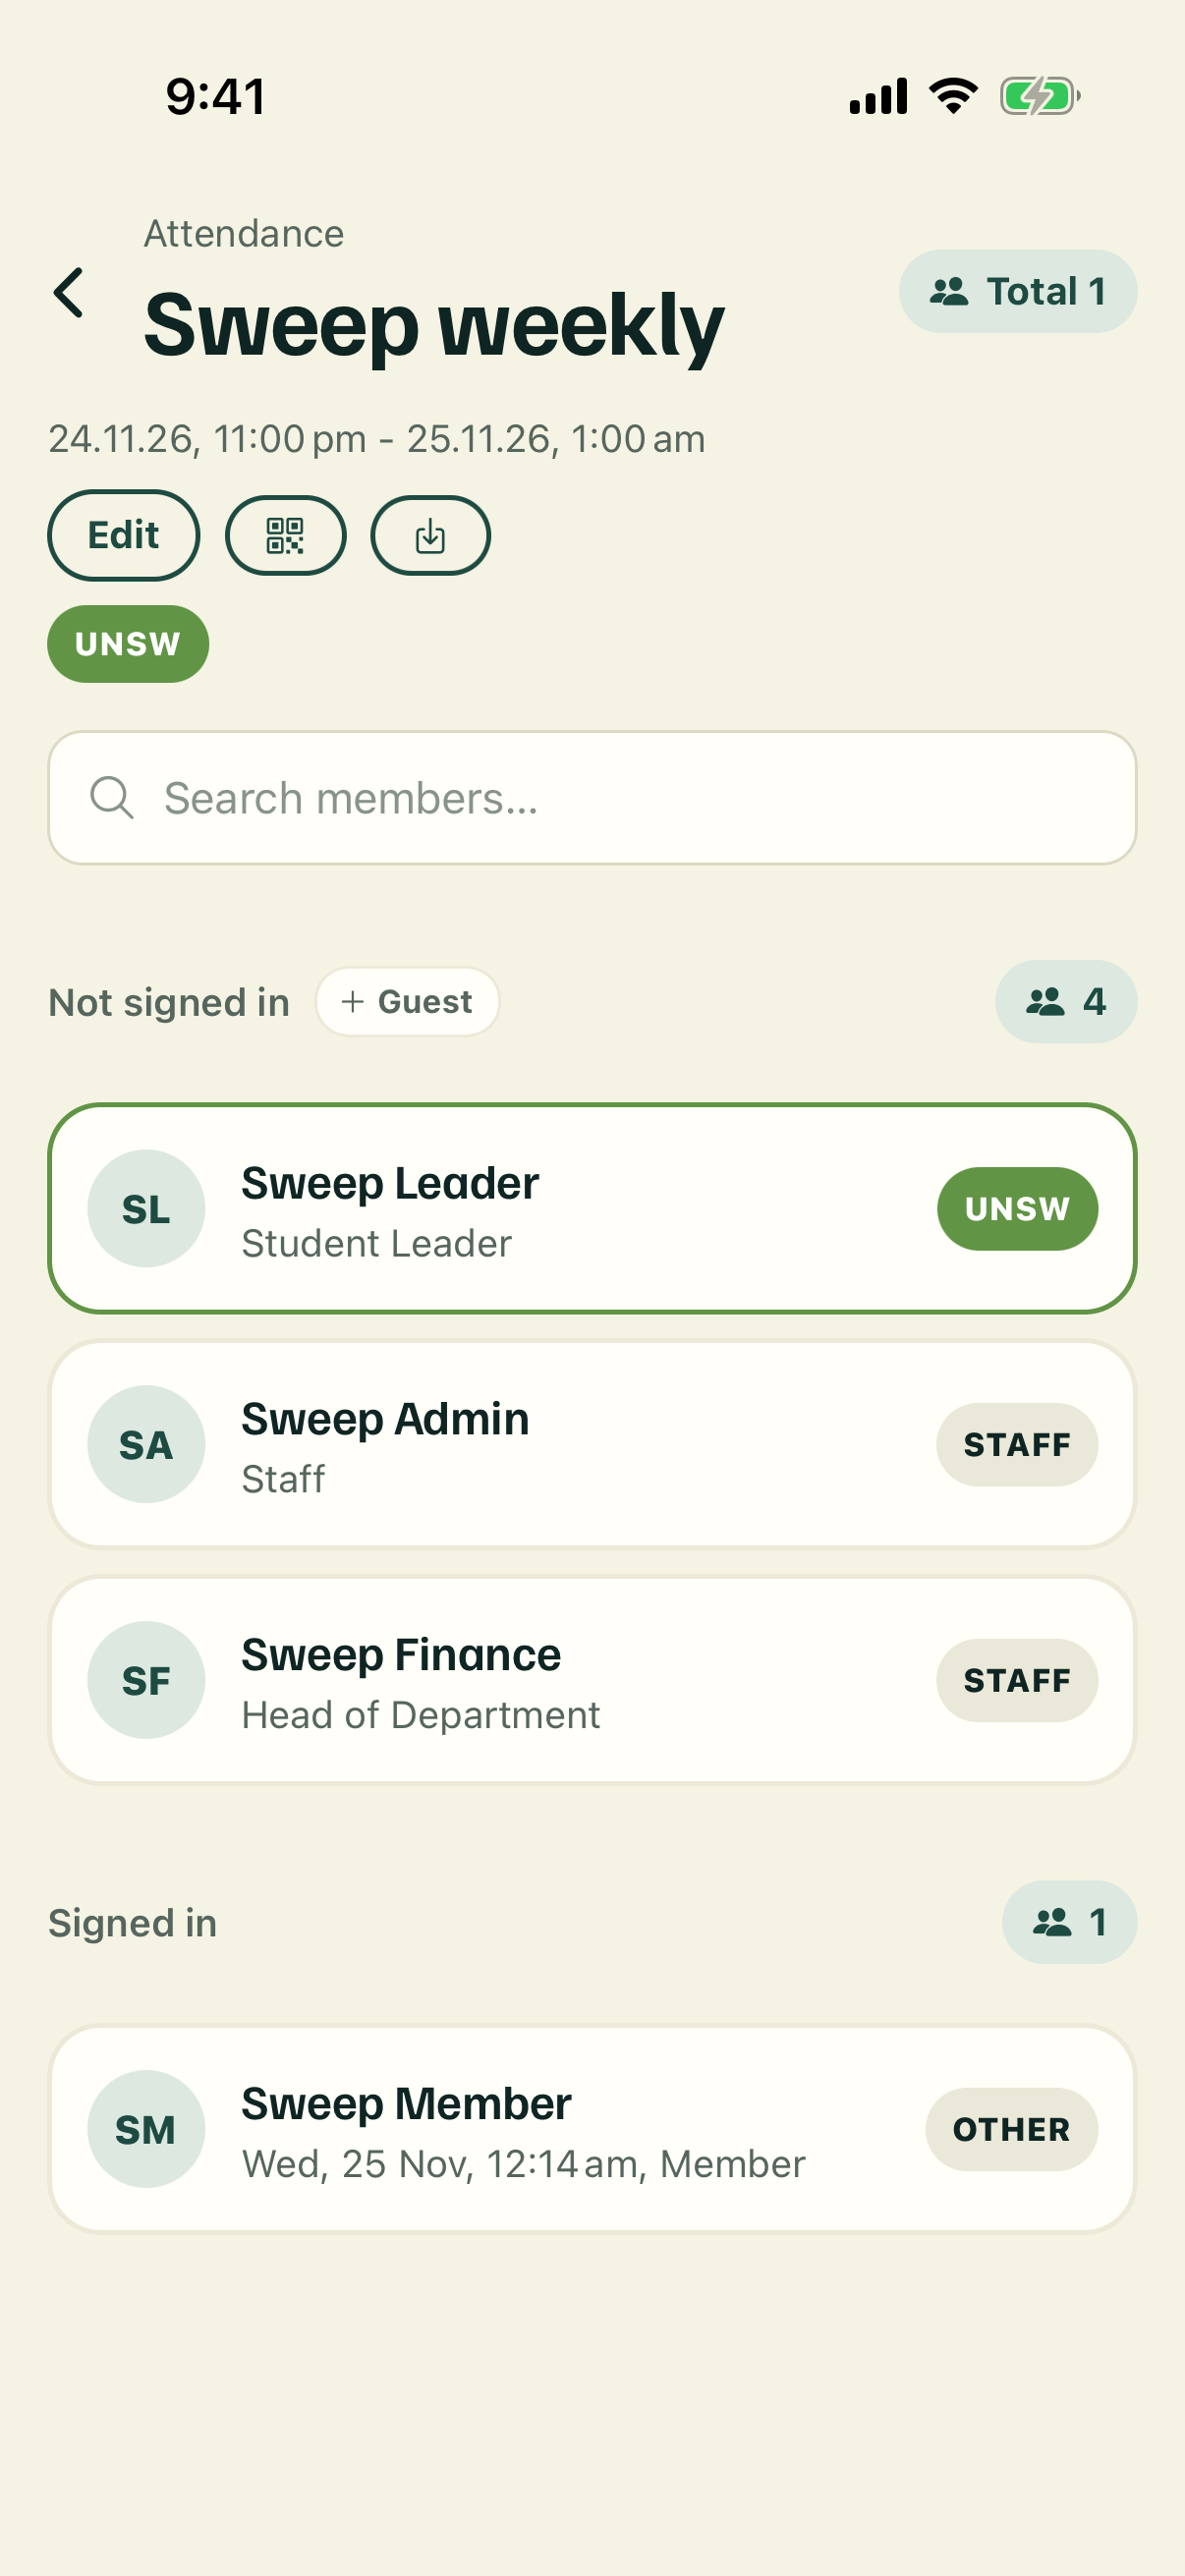 9:41
Attendance
Sweep weekly
Total 1
24.11.26, 11:00 pm - 25.11.26, 1:00 am
Edit
UNSW
Search members...
Not signed in
+ Guest
4
SL
Sweep Leader
Student Leader
UNSW
SA
Sweep Admin
Staff
STAFF
SF
Sweep Finance
Head of Department
STAFF
Signed in
1
SM
Sweep Member
Wed, 25 Nov, 12:14 am, Member
OTHER